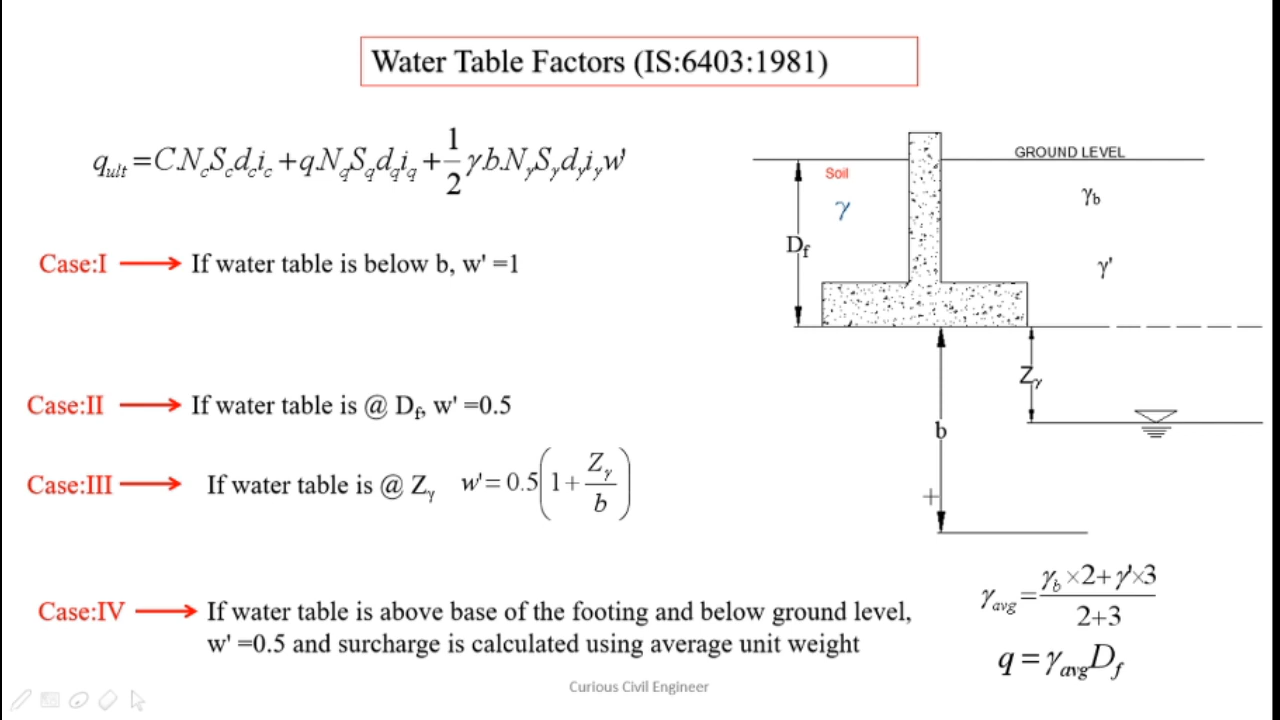 Water Table Factors (IS:6403:1981)
q_ult = C.N_c S_c d_c i_c + q.N_q S_q d_q i_q + 1/2 γ.b.N_γ S_γ d_γ i_γ w'
Case:I → If water table is below b, w' =1
Case:II → If water table is @ D_f, w' =0.5
Case:III → If water table is @ Z_γ w'= 0.5(1+ Z_γ/b)
Case:IV → If water table is above base of the footing and below ground level,
w' =0.5 and surcharge is calculated using average unit weight
GROUND LEVEL
Soil
γ
γ_b
D_f
γ'
Z_γ
b
γ_avg = (γ_b ×2+ γ'×3)/(2+3)
q = γ_avg D_f
Curious Civil Engineer